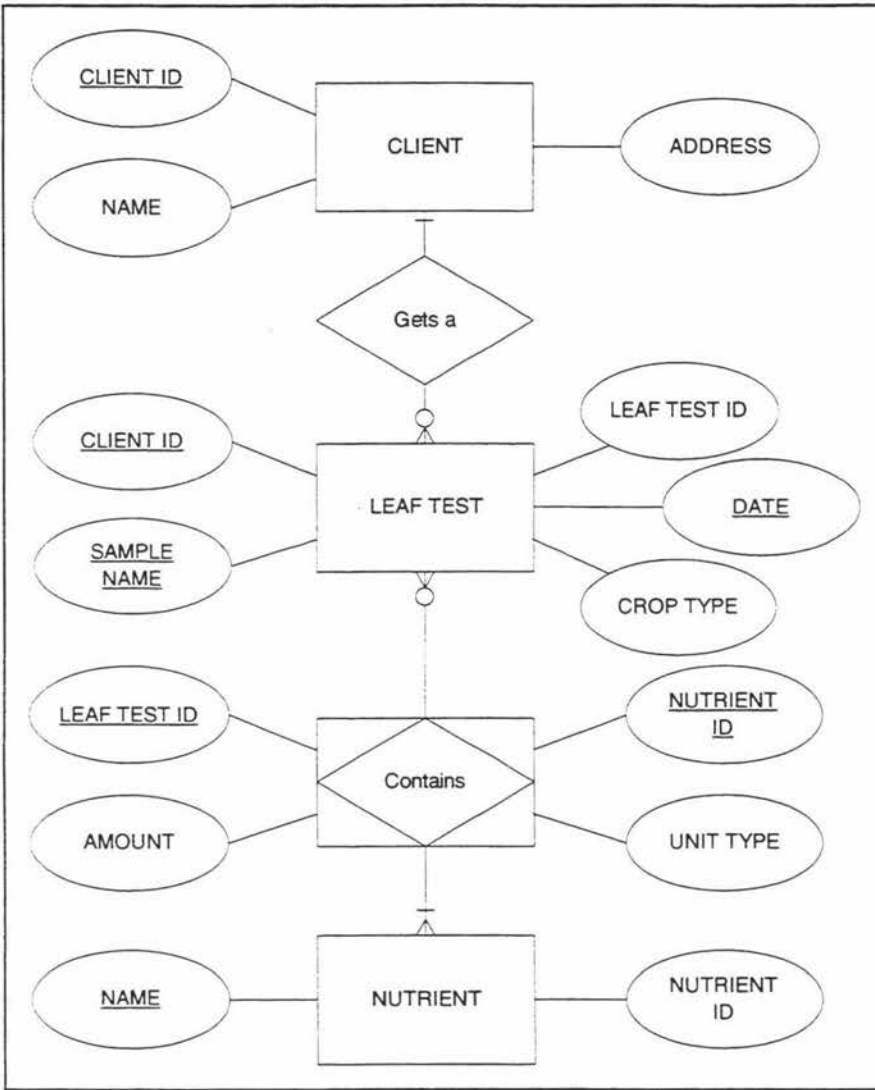 CLIENT ID
CLIENT
ADDRESS
NAME
Gets a
LEAF TEST ID
CLIENT ID
LEAF TEST
DATE
SAMPLE
NAME
CROP TYPE
LEAF TEST ID
NUTRIENT
ID
Contains
AMOUNT
UNIT TYPE
NAME
NUTRIENT
NUTRIENT
ID